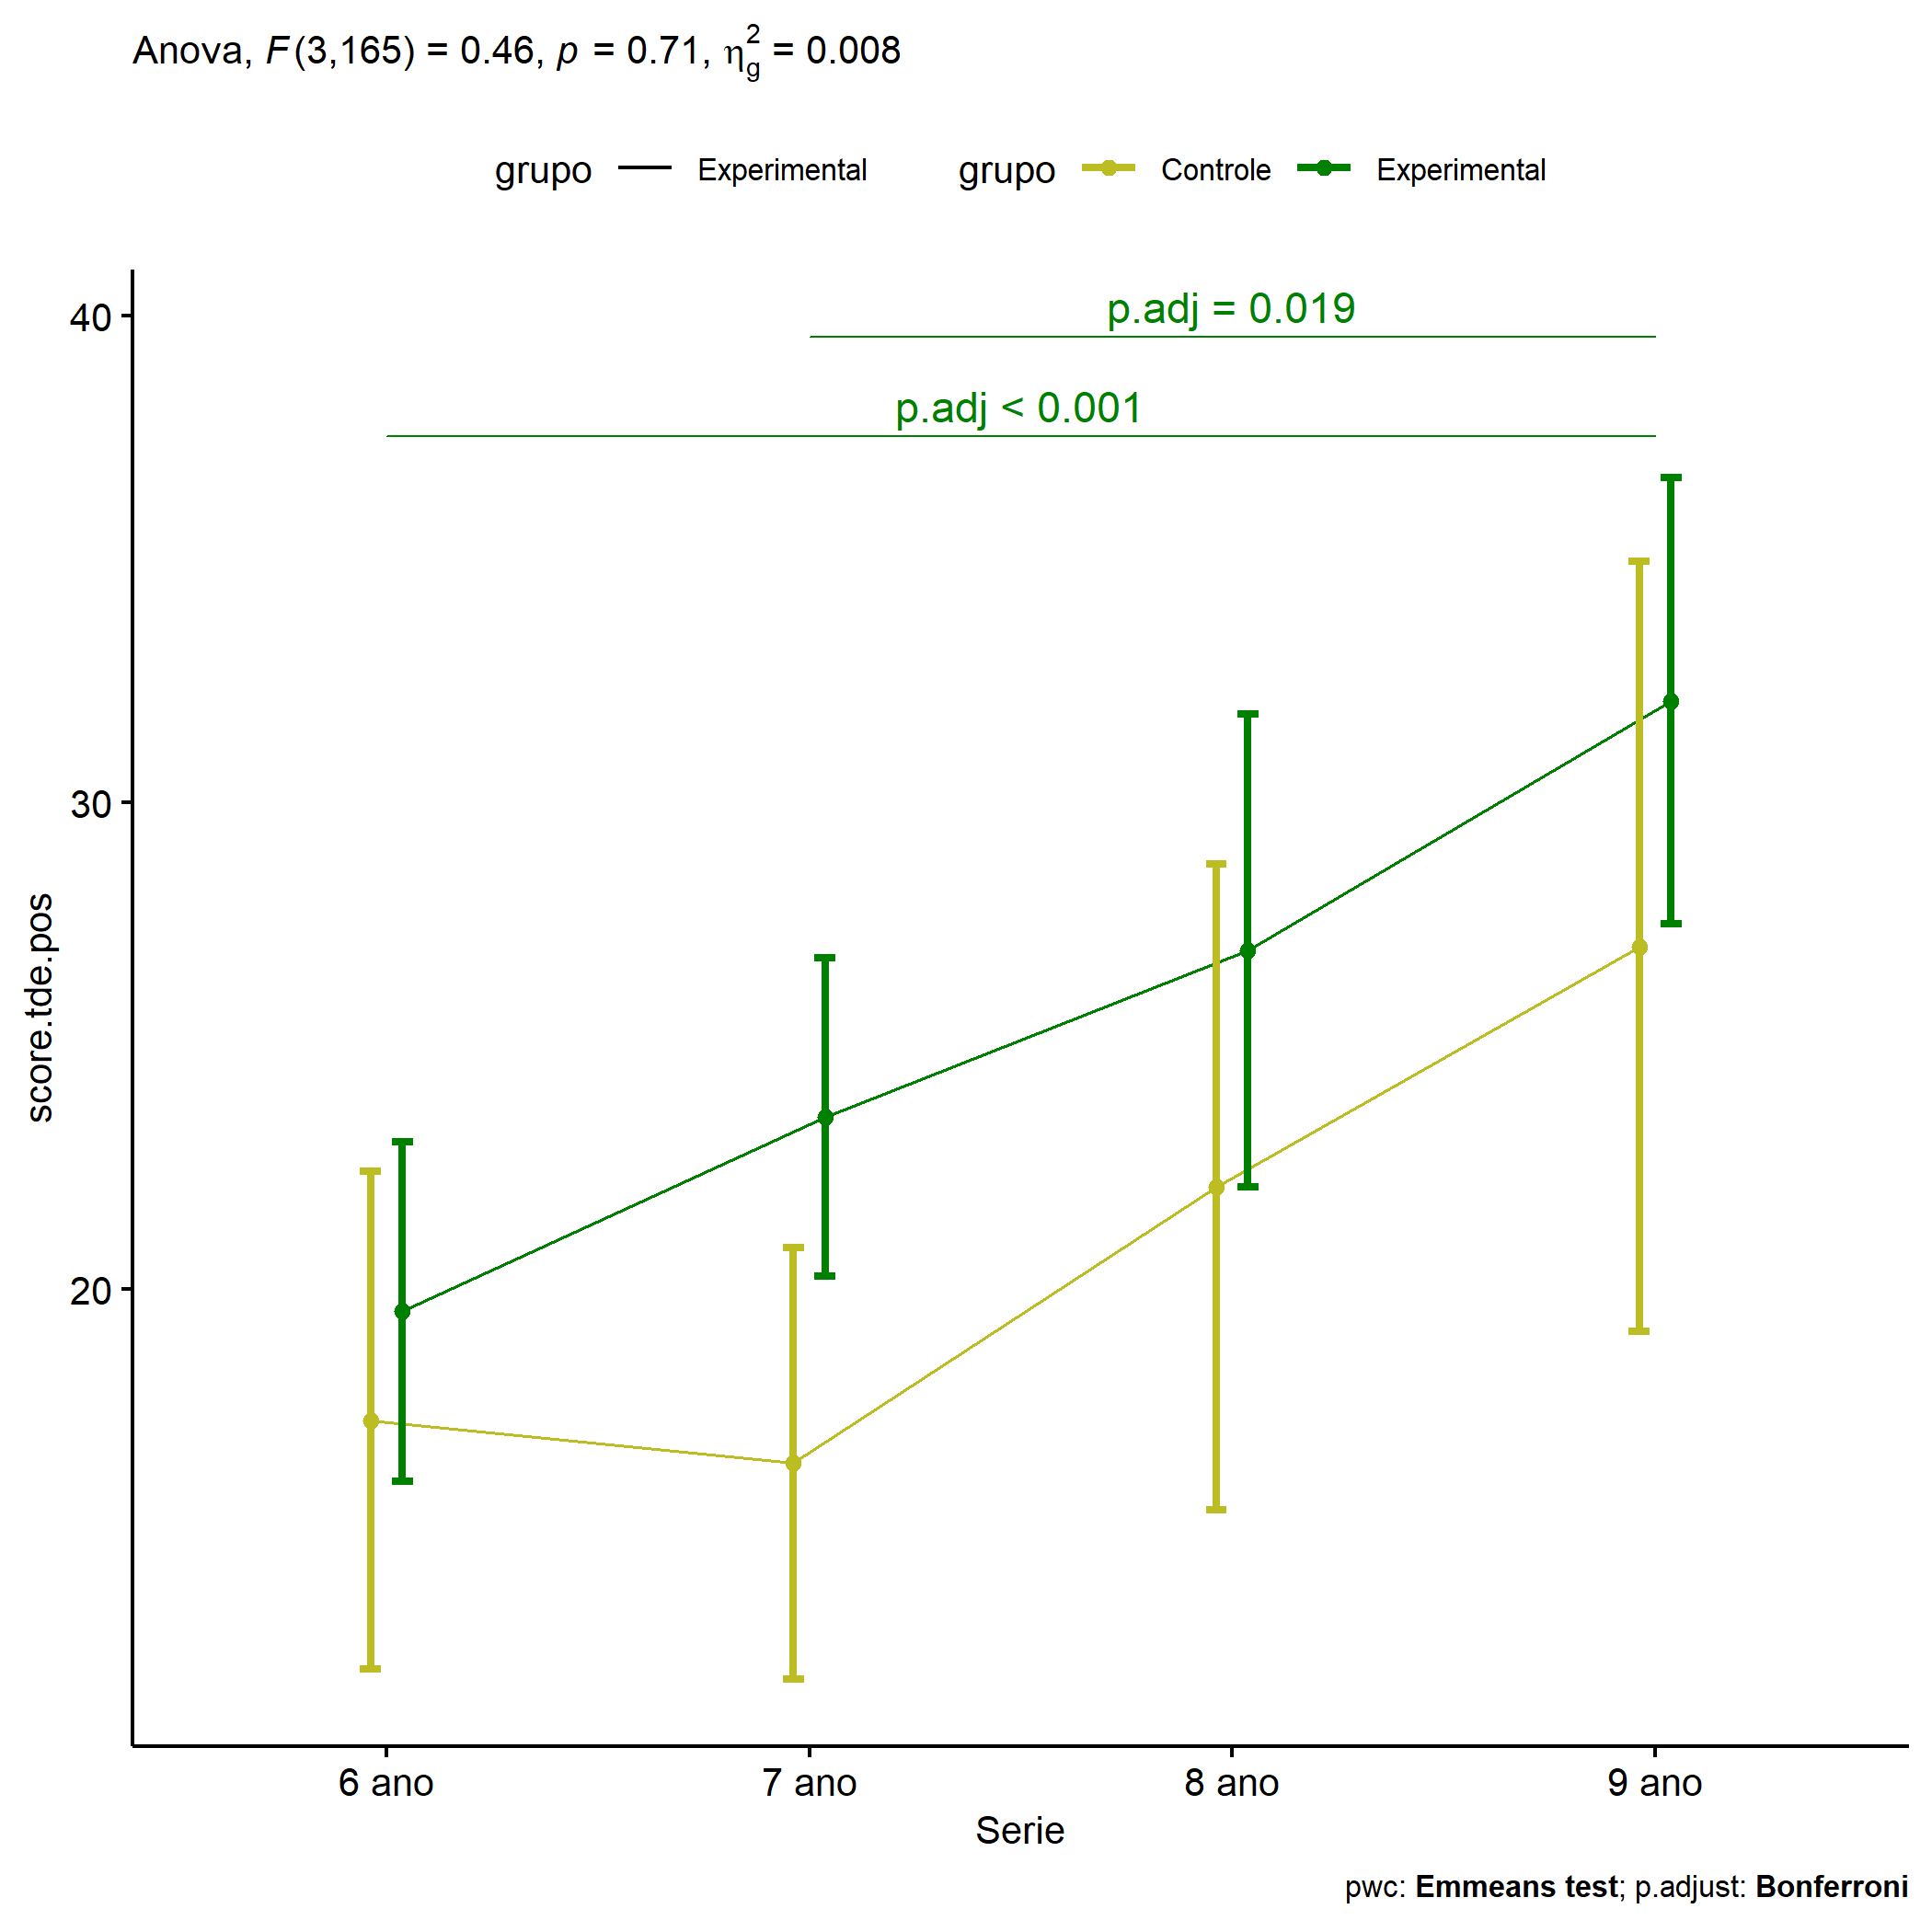 Anova, F(3,165) = 0.46, p = 0.71, η²g = 0.008
grupo Experimental grupo Controle Experimental
p.adj = 0.019
p.adj < 0.001
40
30
20
score.tde.pos
6 ano 7 ano 8 ano 9 ano
Serie
pwc: Emmeans test; p.adjust: Bonferroni